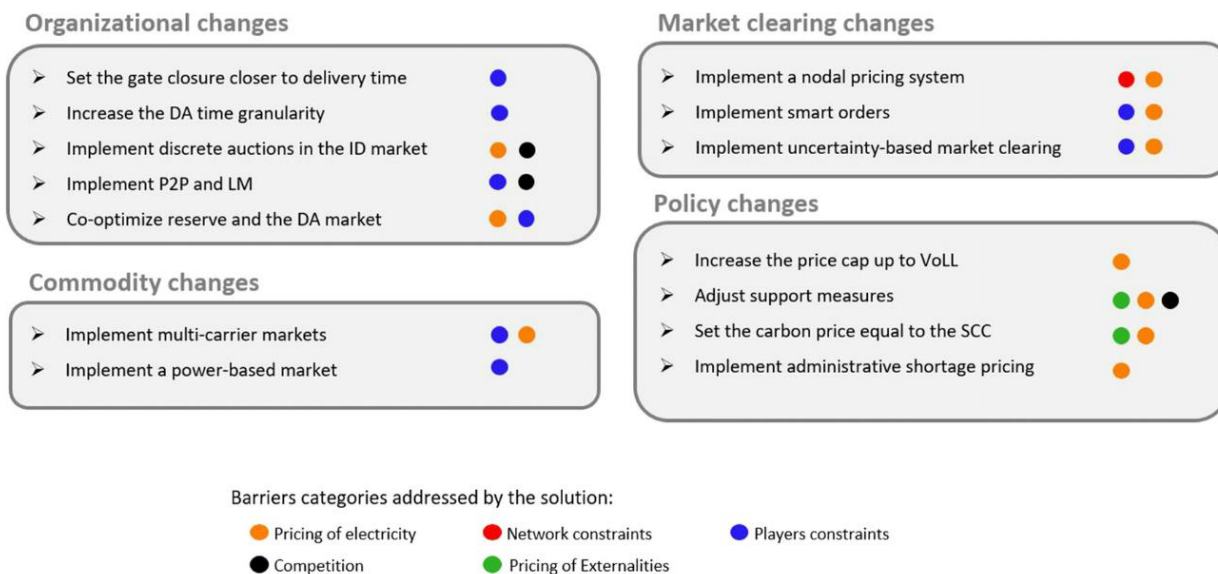 Organizational changes
Set the gate closure closer to delivery time
Increase the DA time granularity
Implement discrete auctions in the ID market
Implement P2P and LM
Co-optimize reserve and the DA market
Commodity changes
Implement multi-carrier markets
Implement a power-based market
Market clearing changes
Implement a nodal pricing system
Implement smart orders
Implement uncertainty-based market clearing
Policy changes
Increase the price cap up to VoLL
Adjust support measures
Set the carbon price equal to the SCC
Implement administrative shortage pricing
Barriers categories addressed by the solution:
Pricing of electricity
Network constraints
Players constraints
Competition
Pricing of Externalities